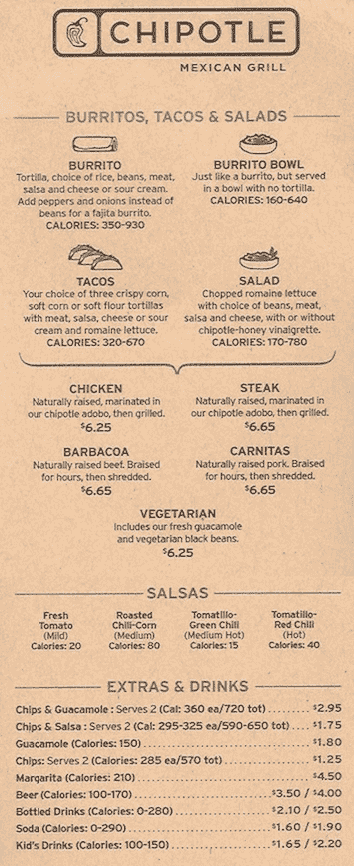 CHIPOTLE
MEXICAN GRILL
BURRITOS, TACOS & SALADS
BURRITO
Tortilla, choice of rice, beans, meat,
salsa and cheese or sour cream.
Add peppers and onions instead of
beans for a fajita burrito.
CALORIES: 350-930
BURRITO BOWL
Just like a burrito, but served
in a bowl with no tortilla.
CALORIES: 160-640
TACOS
Your choice of three crispy corn,
soft corn or soft flour tortillas
with meat, salsa, cheese or sour
cream and romaine lettuce.
CALORIES: 320-670
SALAD
Chopped romaine lettuce
with choice of beans, meat,
salsa and cheese, with or without
chipotle-honey vinaigrette.
CALORIES: 170-780
CHICKEN
Naturally raised, marinated in
our chipotle adobo, then grilled.
$6.25
STEAK
Naturally raised, marinated in
our chipotle adobo, then grilled.
$6.65
BARBACOA
Naturally raised beef. Braised
for hours, then shredded.
$6.65
CARNITAS
Naturally raised pork. Braised
for hours, then shredded.
$6.65
VEGETARIAN
Includes our fresh guacamole
and vegetarian black beans.
$6.25
SALSAS
Fresh
Tomato
(Mild)
Calories: 20
Roasted
Chili-Corn
(Medium)
Calories: 80
Tomatillo-
Green Chili
(Medium Hot)
Calories: 15
Tomatillo-
Red Chili
(Hot)
Calories: 40
EXTRAS & DRINKS
Chips & Guacamole: Serves 2 (Cal: 360 ea/720 tot) ........ $2.95
Chips & Salsa: Serves 2 (Cal: 295-325 ea/590-650 tot) .... $1.75
Guacamole (Calories: 150) ........ $1.80
Chips: Serves 2 (Calories: 285 ea/570 tot) ........ $1.25
Margarita (Calories: 210) ........ $4.50
Beer (Calories: 100-170) ........ $3.50 / $4.00
Bottled Drinks (Calories: 0-280) ........ $2.10 / $2.50
Soda (Calories: 0-290) ........ $1.60 / $1.90
Kid's Drinks (Calories: 100-150) ........ $1.65 / $2.20